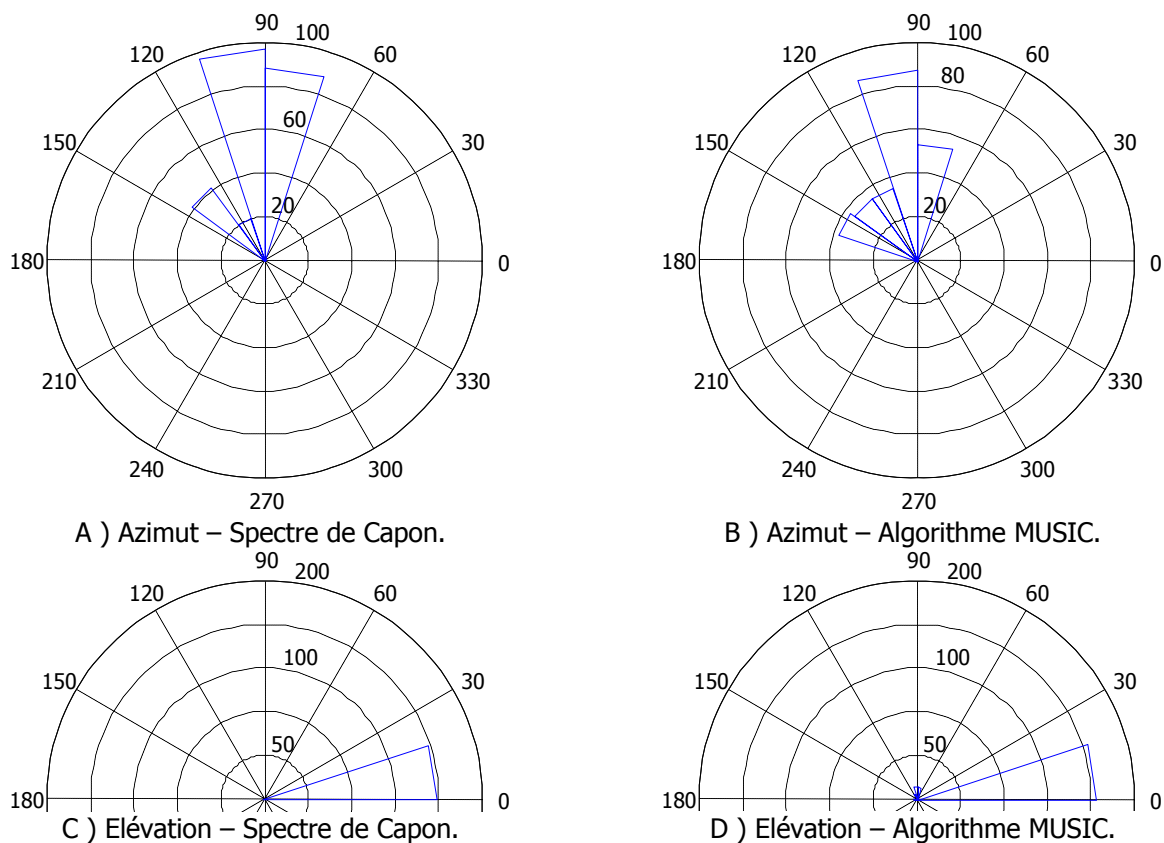 90 100 90 100
120 60 120 80 60
150 60 30 150 30
20 20
180 0 180 0
210 330 210 330
240 300 240 300
270 270
A ) Azimut – Spectre de Capon. B ) Azimut – Algorithme MUSIC.
90 200 90 200
120 60 120 60
150 100 30 150 100 30
50 50
180 0 180 0
C ) Elévation – Spectre de Capon. D ) Elévation – Algorithme MUSIC.